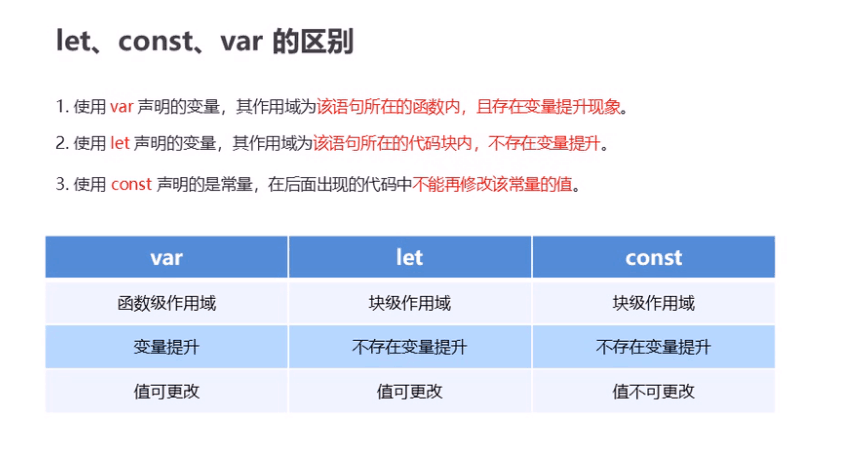 let、const、var 的区别
1. 使用 var 声明的变量，其作用域为该语句所在的函数内，且存在变量提升现象。
2. 使用 let 声明的变量，其作用域为该语句所在的代码块内，不存在变量提升。
3. 使用 const 声明的是常量，在后面出现的代码中不能再修改该常量的值。
var let const
函数级作用域 块级作用域 块级作用域
变量提升 不存在变量提升 不存在变量提升
值可更改 值可更改 值不可更改